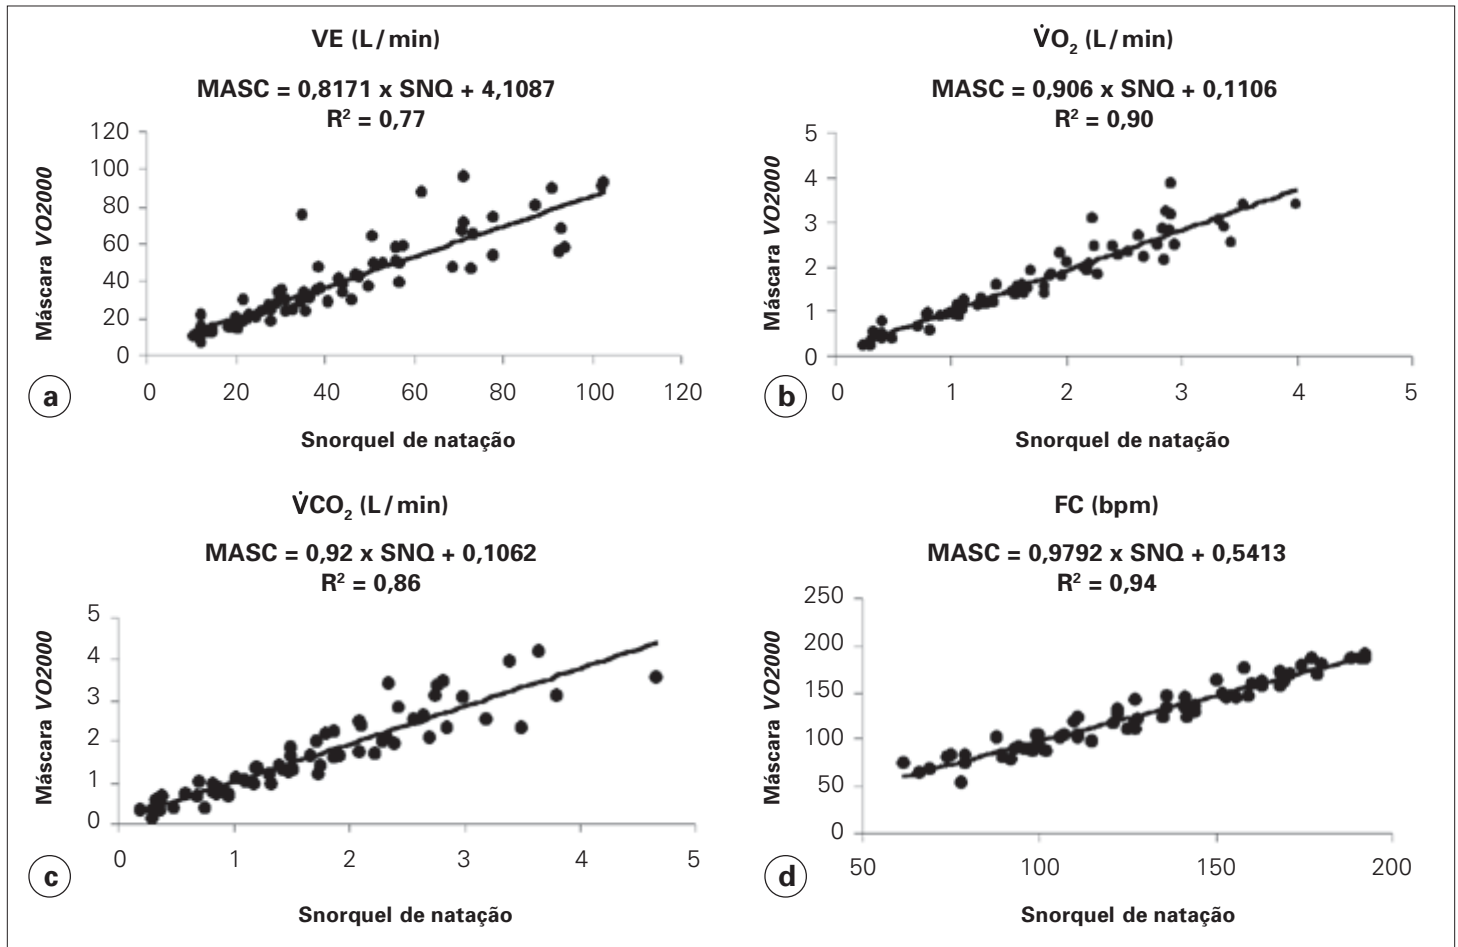 VE (L/min)
MASC = 0,8171 x SNQ + 4,1087
R² = 0,77
Máscara VO2000
120
100
80
60
40
20
0
0 20 40 60 80 100 120
Snorquel de natação
a
V̇O₂ (L/min)
MASC = 0,906 x SNQ + 0,1106
R² = 0,90
Máscara VO2000
5
4
3
2
1
0
0 1 2 3 4 5
Snorquel de natação
b
V̇CO₂ (L/min)
MASC = 0,92 x SNQ + 0,1062
R² = 0,86
Máscara VO2000
5
4
3
2
1
0
0 1 2 3 4 5
Snorquel de natação
c
FC (bpm)
MASC = 0,9792 x SNQ + 0,5413
R² = 0,94
Máscara VO2000
250
200
150
100
50
0
50 100 150 200
Snorquel de natação
d